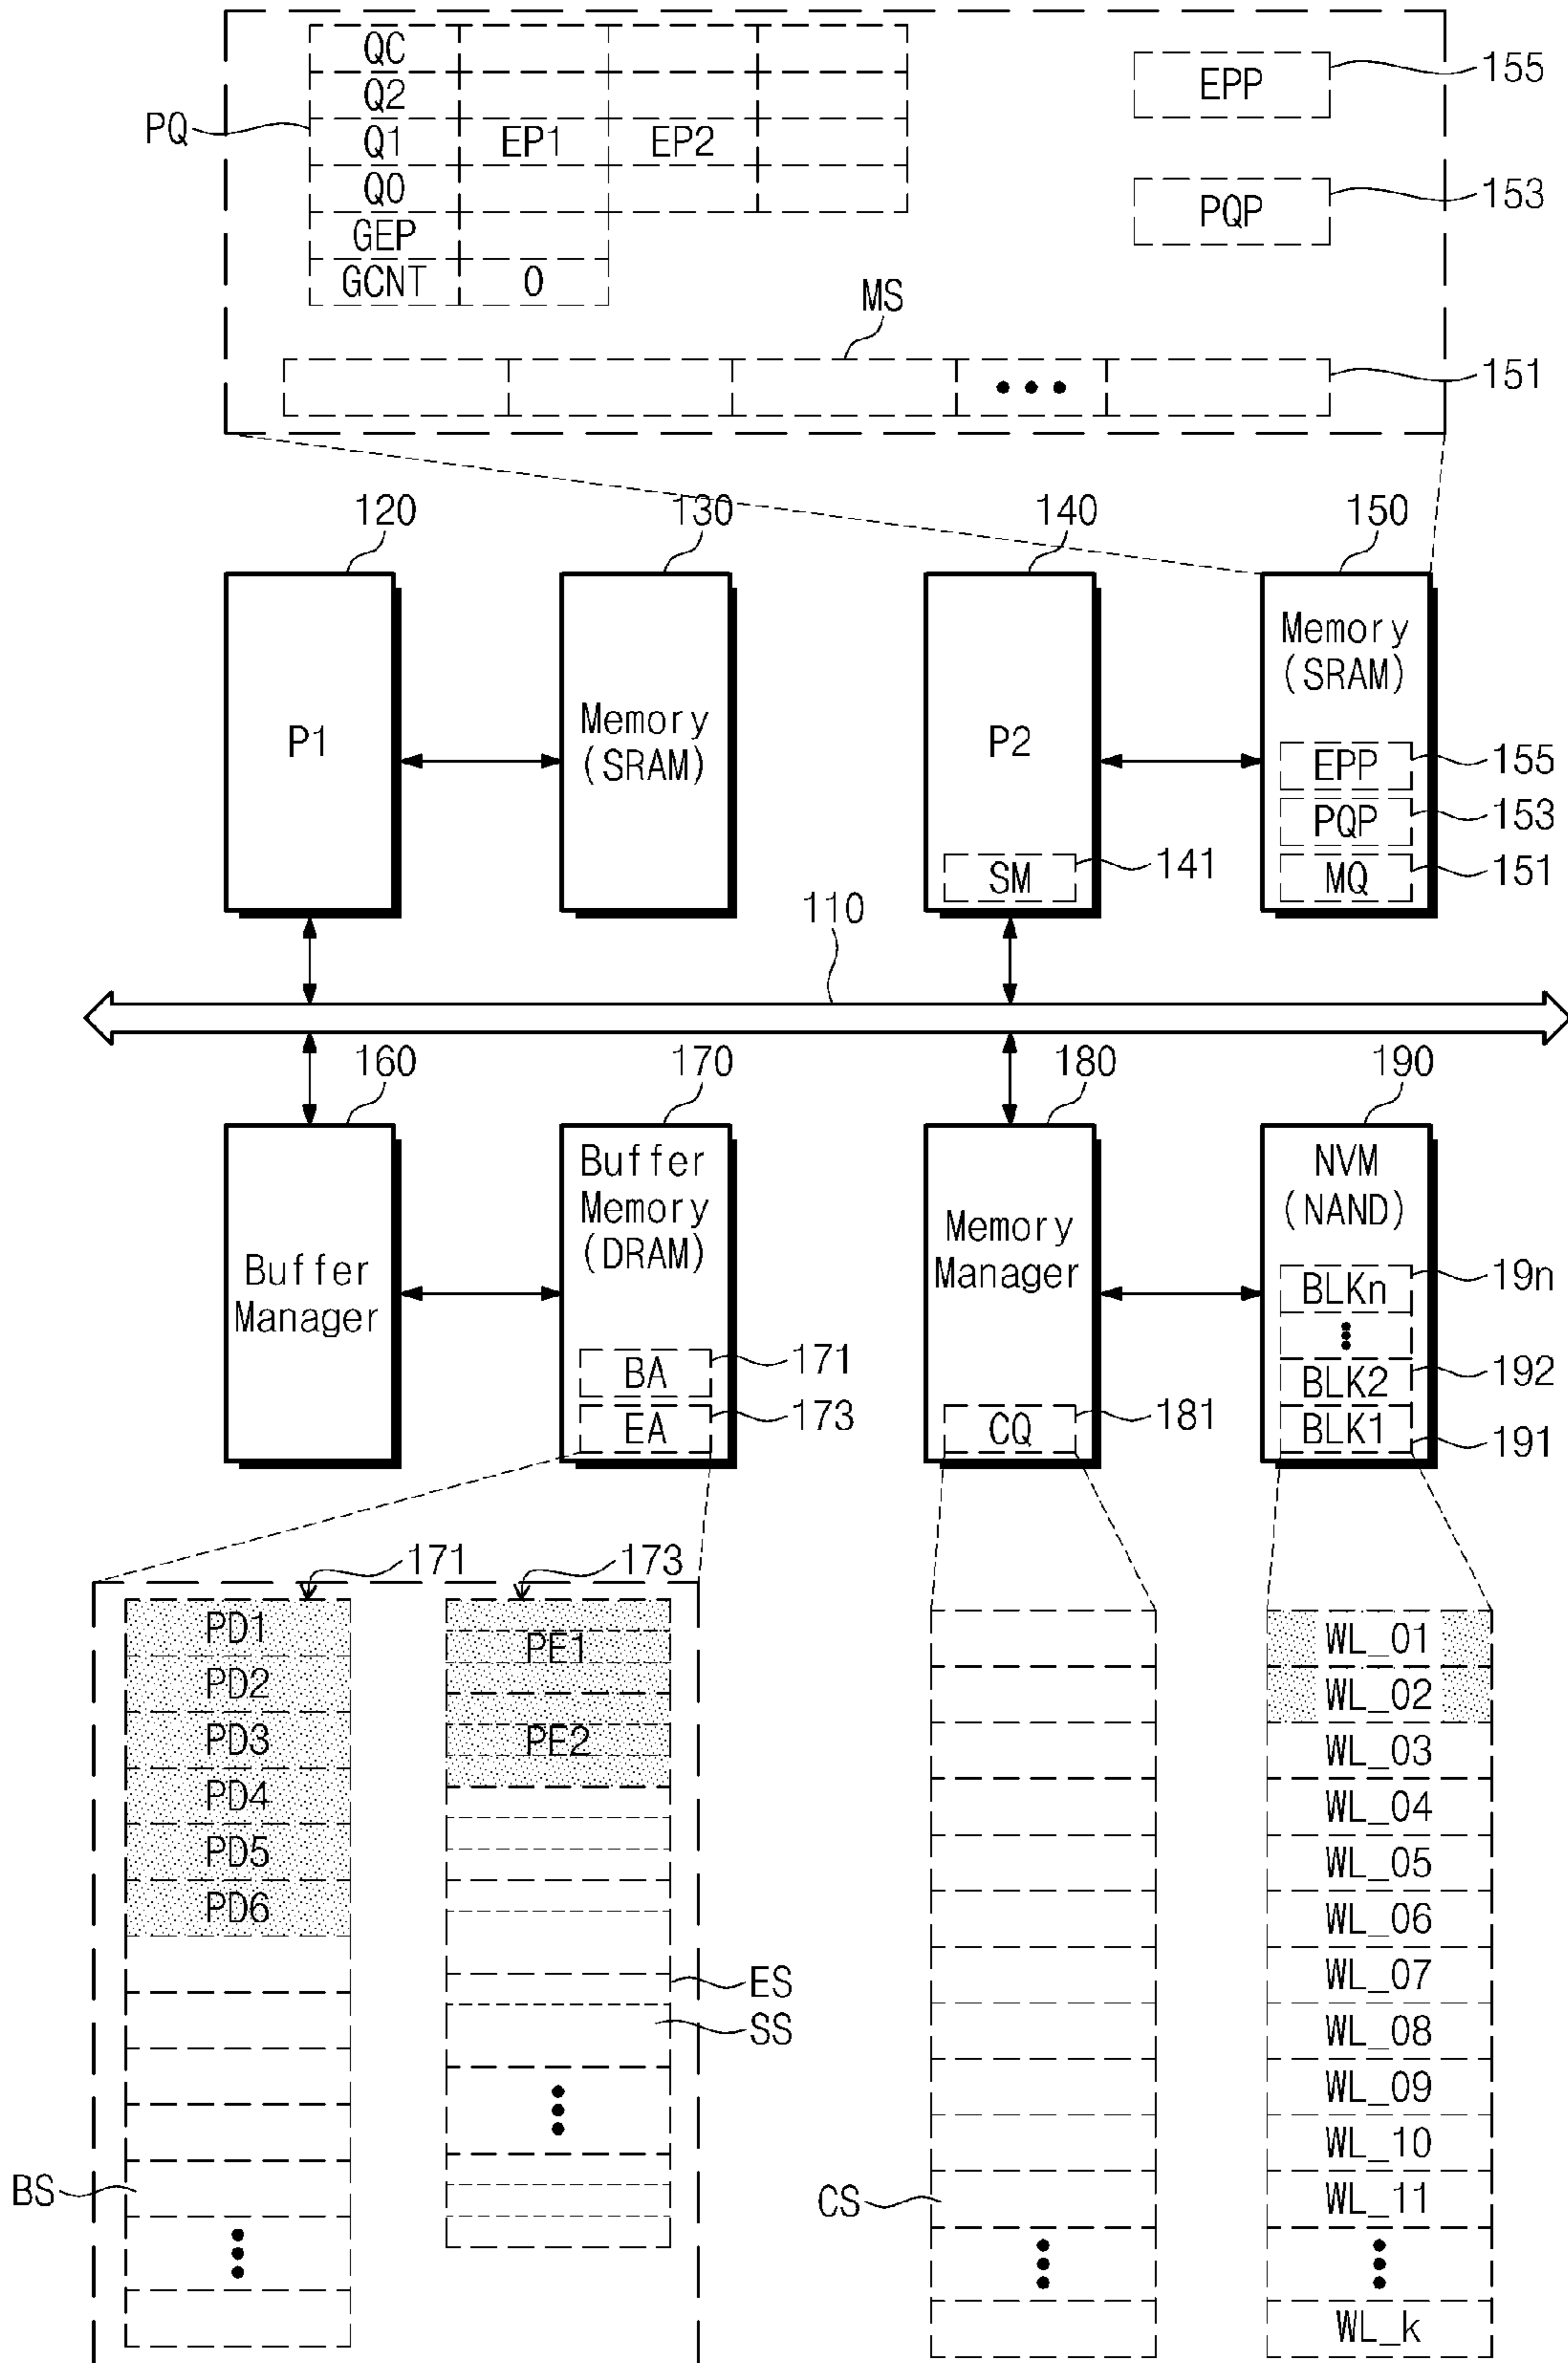 QC
Q2
PQ
Q1 EP1 EP2
Q0
GEP
GCNT 0
EPP 155
PQP 153
MS
151
120 130 140 150
P1
Memory
(SRAM)
P2
SM 141
Memory
(SRAM)
EPP 155
PQP 153
MQ 151
110
160 170 180 190
Buffer
Manager
Buffer
Memory
(DRAM)
BA 171
EA 173
Memory
Manager
CQ 181
NVM
(NAND)
BLKn 19n
BLK2 192
BLK1 191
171 173
PD1
PD2
PD3
PD4
PD5
PD6
BS
PE1
PE2
ES
SS
CS
WL_01
WL_02
WL_03
WL_04
WL_05
WL_06
WL_07
WL_08
WL_09
WL_10
WL_11
WL_k